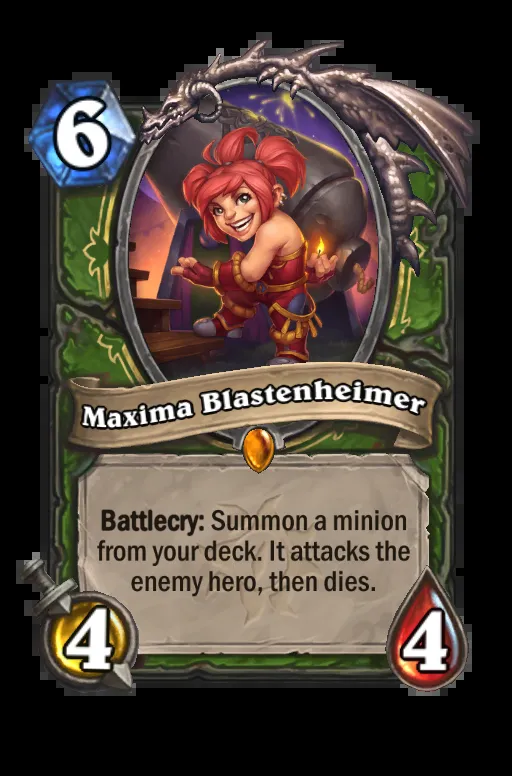 6
Maxima Blastenheimer
Battlecry: Summon a minion
from your deck. It attacks the
enemy hero, then dies.
4
4